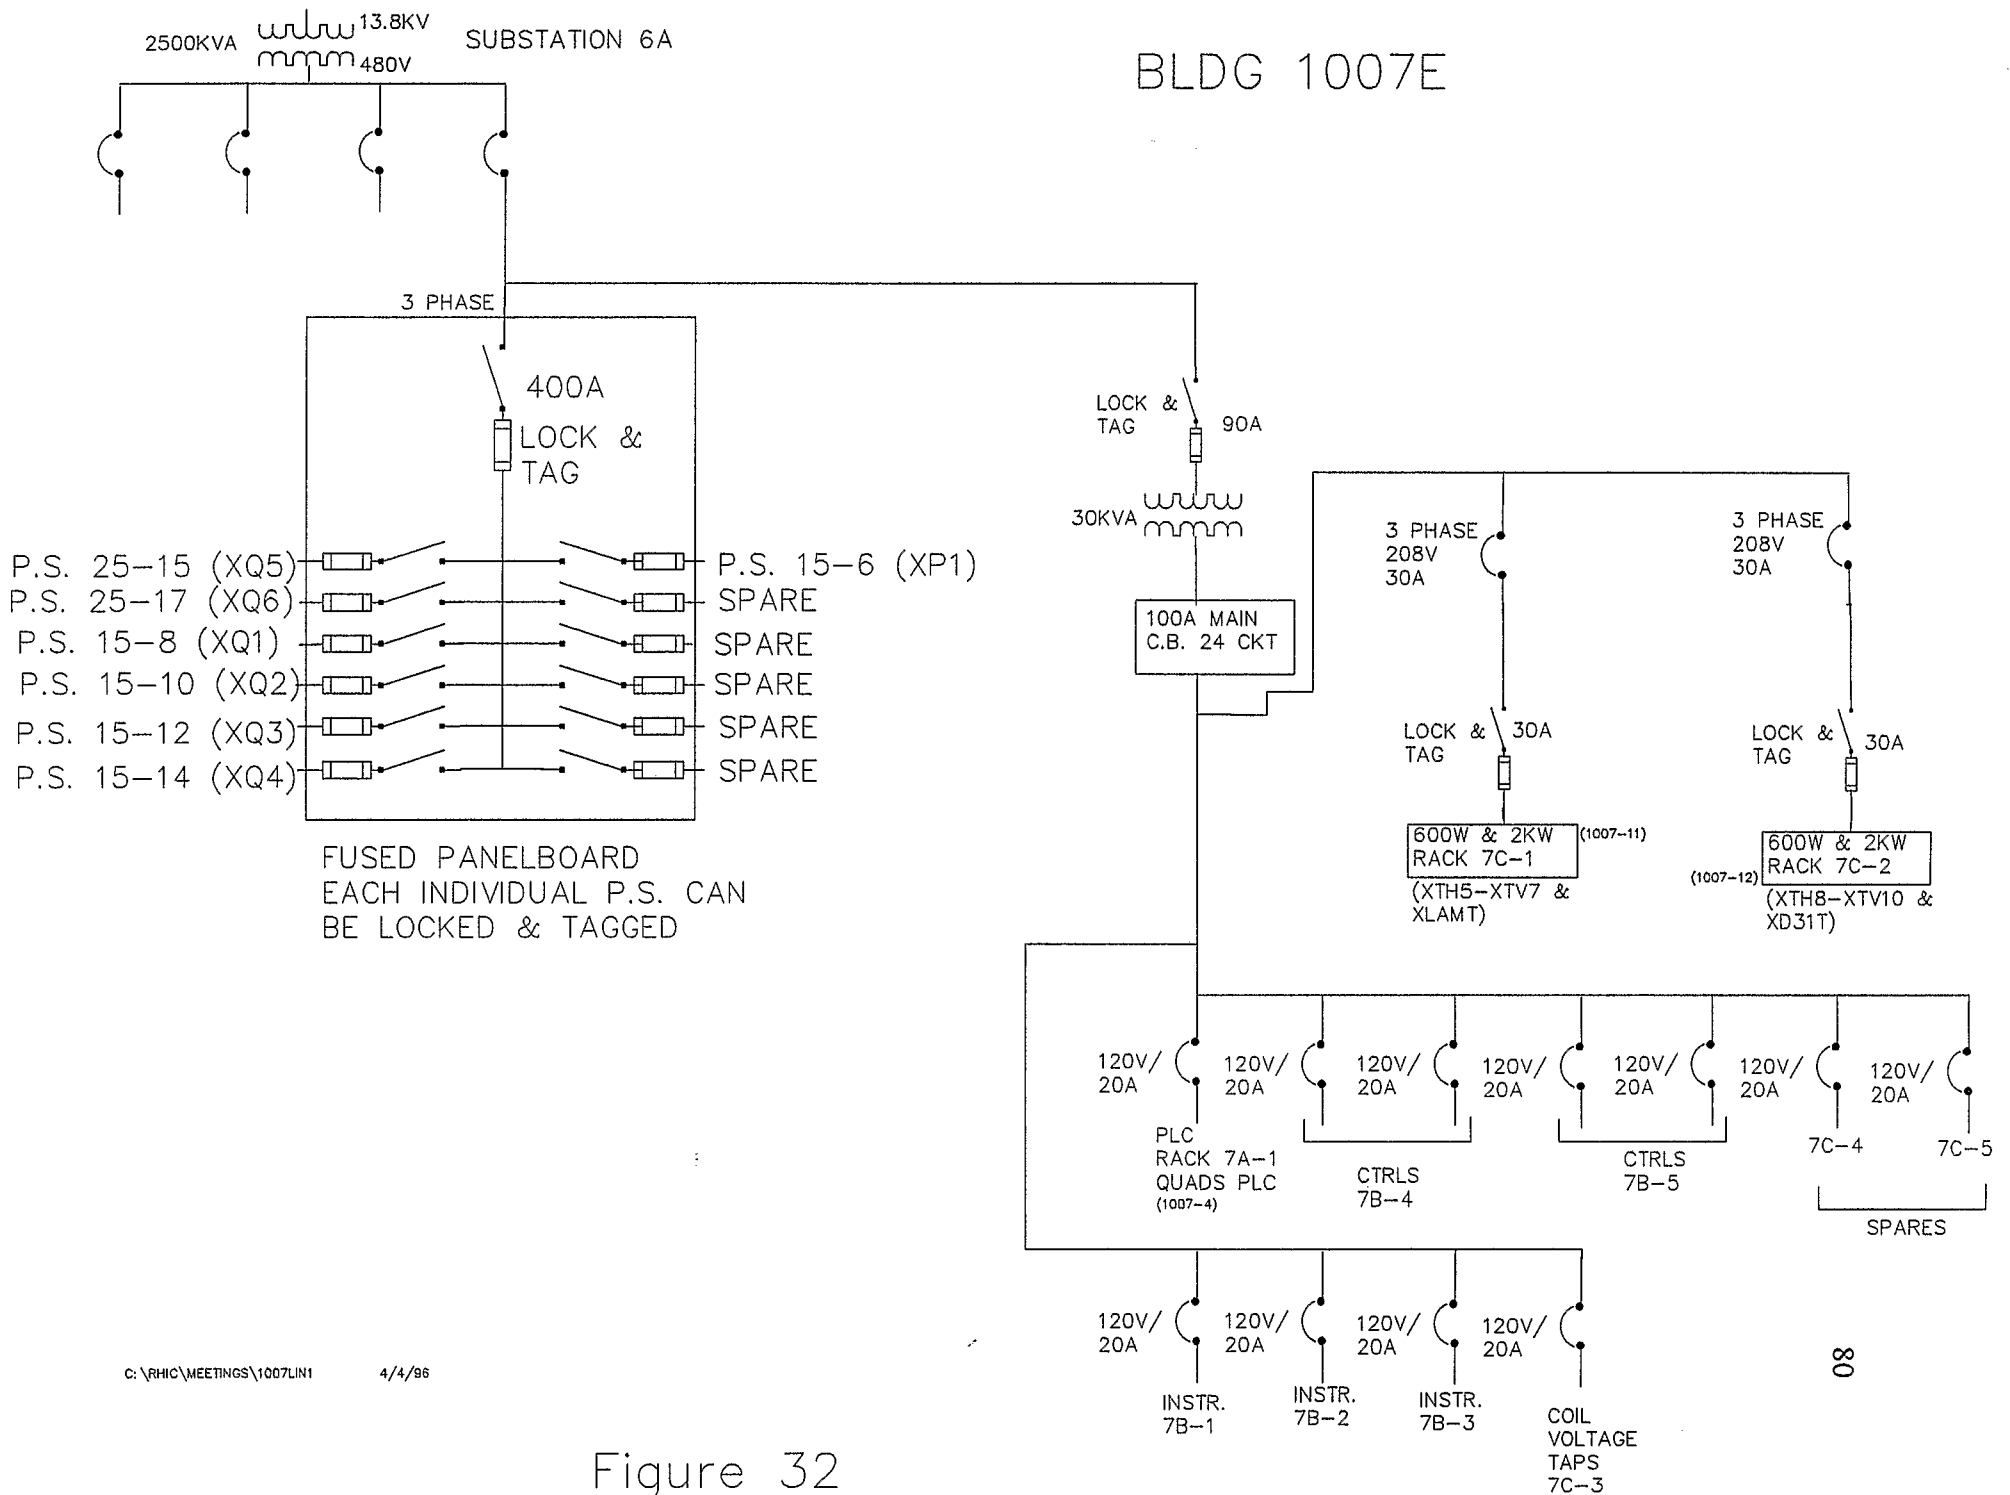 2500KVA
13.8KV
480V
SUBSTATION 6A
BLDG 1007E
3 PHASE
400A
LOCK &
TAG
P.S. 25-15 (XQ5)
P.S. 25-17 (XQ6)
P.S. 15-8 (XQ1)
P.S. 15-10 (XQ2)
P.S. 15-12 (XQ3)
P.S. 15-14 (XQ4)
P.S. 15-6 (XP1)
SPARE
SPARE
SPARE
SPARE
SPARE
FUSED PANELBOARD
EACH INDIVIDUAL P.S. CAN
BE LOCKED & TAGGED
LOCK &
TAG
90A
30KVA
100A MAIN
C.B. 24 CKT
3 PHASE
208V
30A
LOCK &
TAG
30A
600W & 2KW
RACK 7C-1
(1007-11)
(XTH5-XTV7 &
XLAMT)
3 PHASE
208V
30A
LOCK &
TAG
30A
600W & 2KW
RACK 7C-2
(1007-12)
(XTH8-XTV10 &
XD31T)
120V/
20A
120V/
20A
120V/
20A
120V/
20A
120V/
20A
120V/
20A
120V/
20A
PLC
RACK 7A-1
QUADS PLC
(1007-4)
CTRLS
7B-4
CTRLS
7B-5
7C-4
7C-5
SPARES
120V/
20A
120V/
20A
120V/
20A
120V/
20A
INSTR.
7B-1
INSTR.
7B-2
INSTR.
7B-3
COIL
VOLTAGE
TAPS
7C-3
80
C:\RHIC\MEETINGS\1007LIN1
4/4/96
Figure 32